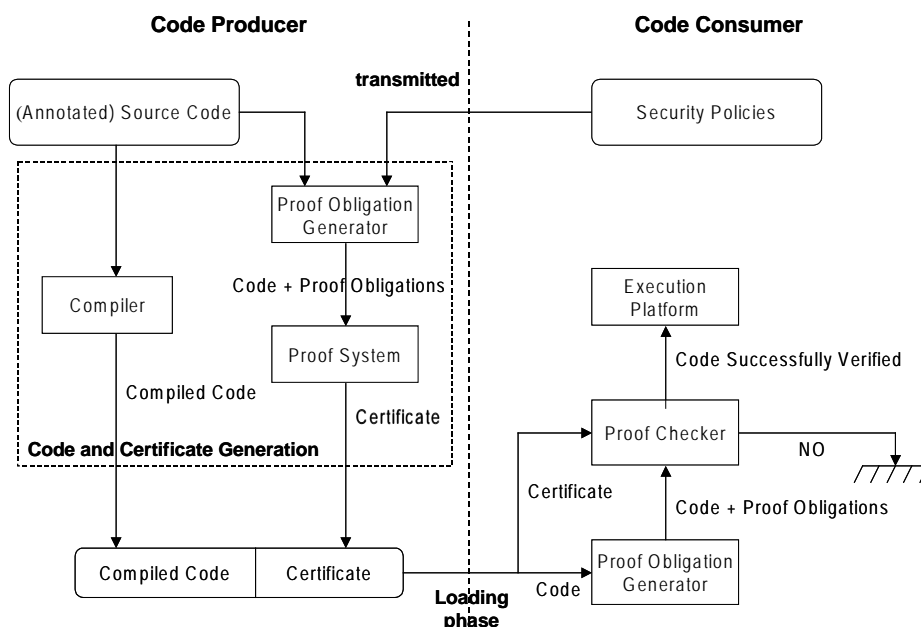 Code Producer
Code Consumer
transmitted
(Annotated) Source Code
Security Policies
Proof Obligation
Generator
Code + Proof Obligations
Compiler
Execution
Platform
Proof System
Code Successfully Verified
Compiled Code
Certificate
Proof Checker
NO
Code and Certificate Generation
Certificate
Code + Proof Obligations
Compiled Code
Certificate
Proof Obligation
Generator
Code
Loading
phase